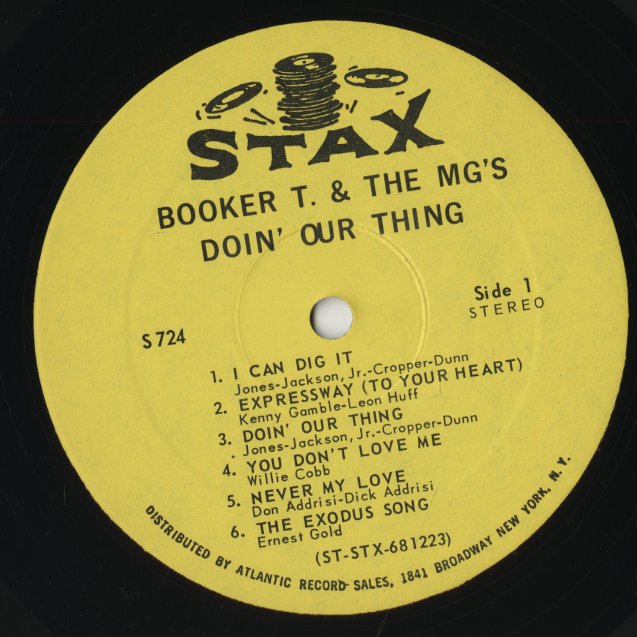 STAX
BOOKER T. & THE MG'S
DOIN' OUR THING
Side 1
STEREO
S 724
1. I CAN DIG IT
Jones-Jackson, Jr.-Cropper-Dunn
2. EXPRESSWAY (TO YOUR HEART)
Kenny Gamble-Leon Huff
3. DOIN' OUR THING
Jones-Jackson, Jr.-Cropper-Dunn
4. YOU DON'T LOVE ME
Willie Cobb
5. NEVER MY LOVE
Don Addrisi-Dick Addrisi
6. THE EXODUS SONG
Ernest Gold
(ST-STX-681223)
DISTRIBUTED BY ATLANTIC RECORD SALES, 1841 BROADWAY NEW YORK, N.Y.